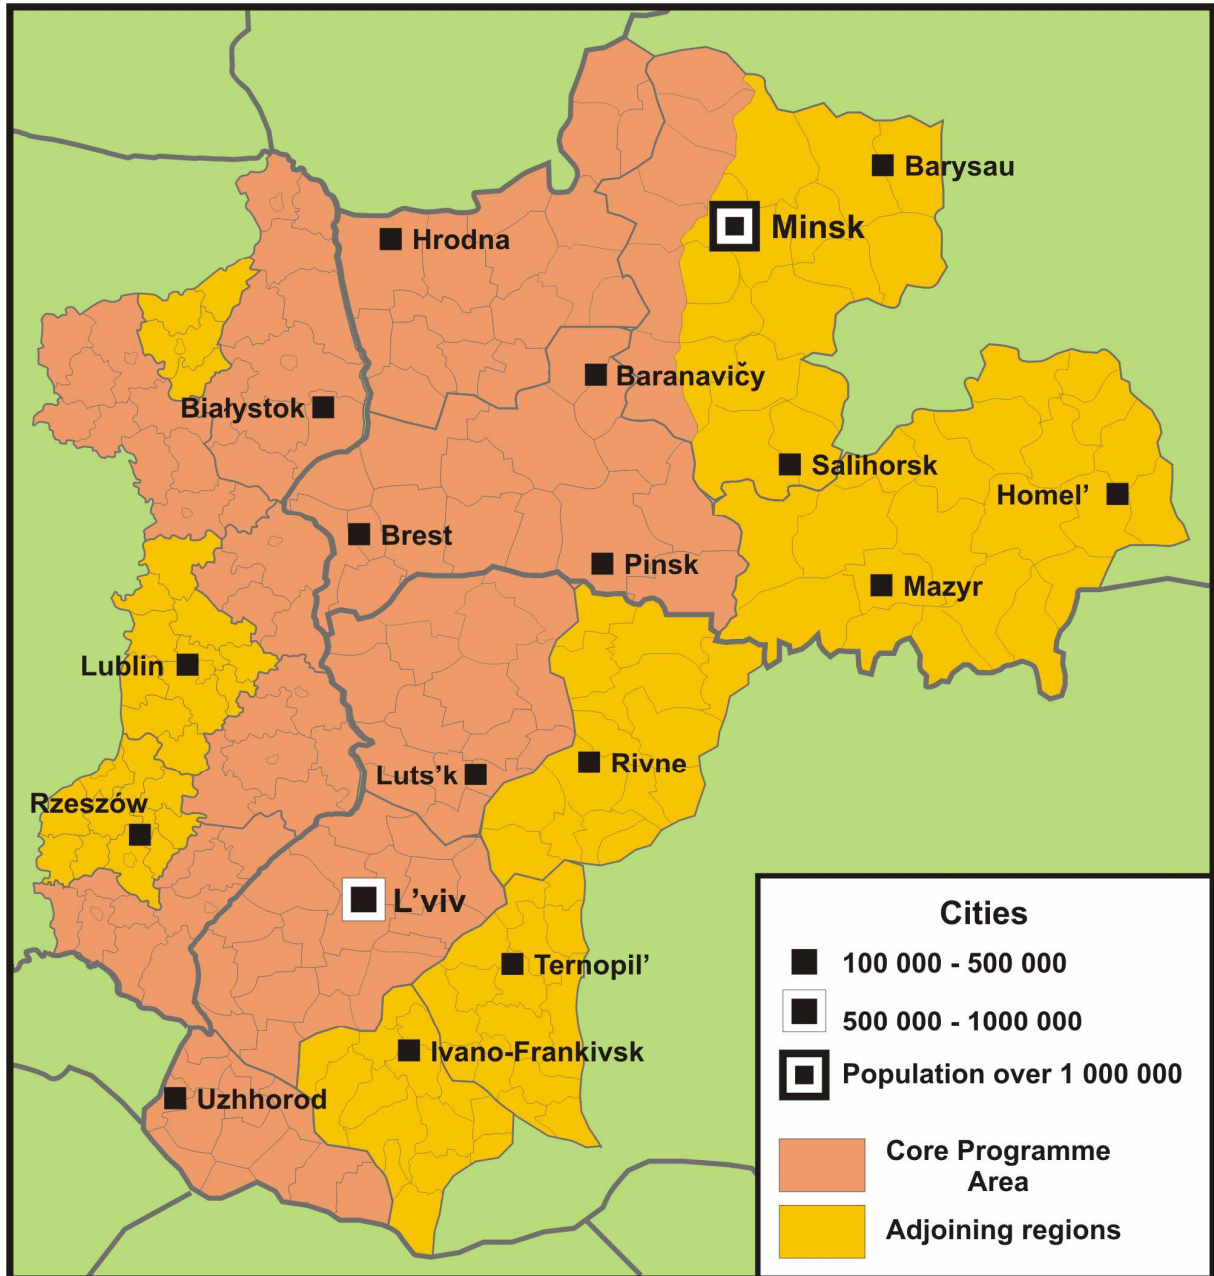 Barysau
Minsk
Hrodna
Baranavičy
Białystok
Salihorsk
Homel’
Brest
Pinsk
Mazyr
Lublin
Rivne
Luts’k
Rzeszów
L’viv
Ternopil’
Ivano-Frankivsk
Uzhhorod
Cities
100 000 - 500 000
500 000 - 1000 000
Population over 1 000 000
Core Programme
Area
Adjoining regions